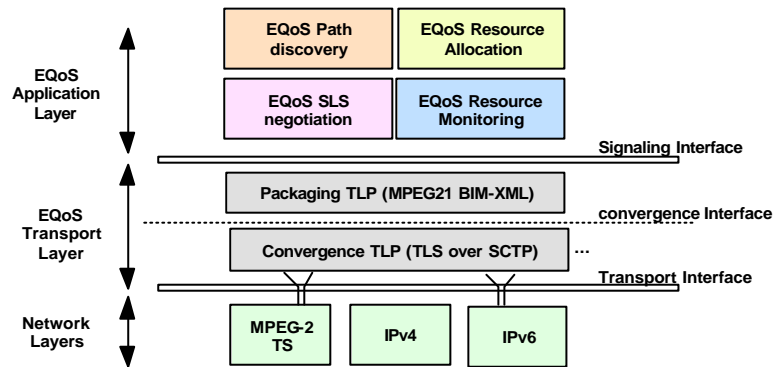 EQoS Path
discovery
EQoS Resource
Allocation
EQoS
Application
Layer
EQoS SLS
negotiation
EQoS Resource
Monitoring
Signaling Interface
Packaging TLP (MPEG21 BIM-XML)
EQoS
Transport
Layer
convergence Interface
Convergence TLP (TLS over SCTP)
...
Transport Interface
Network
Layers
MPEG-2
TS
IPv4
IPv6